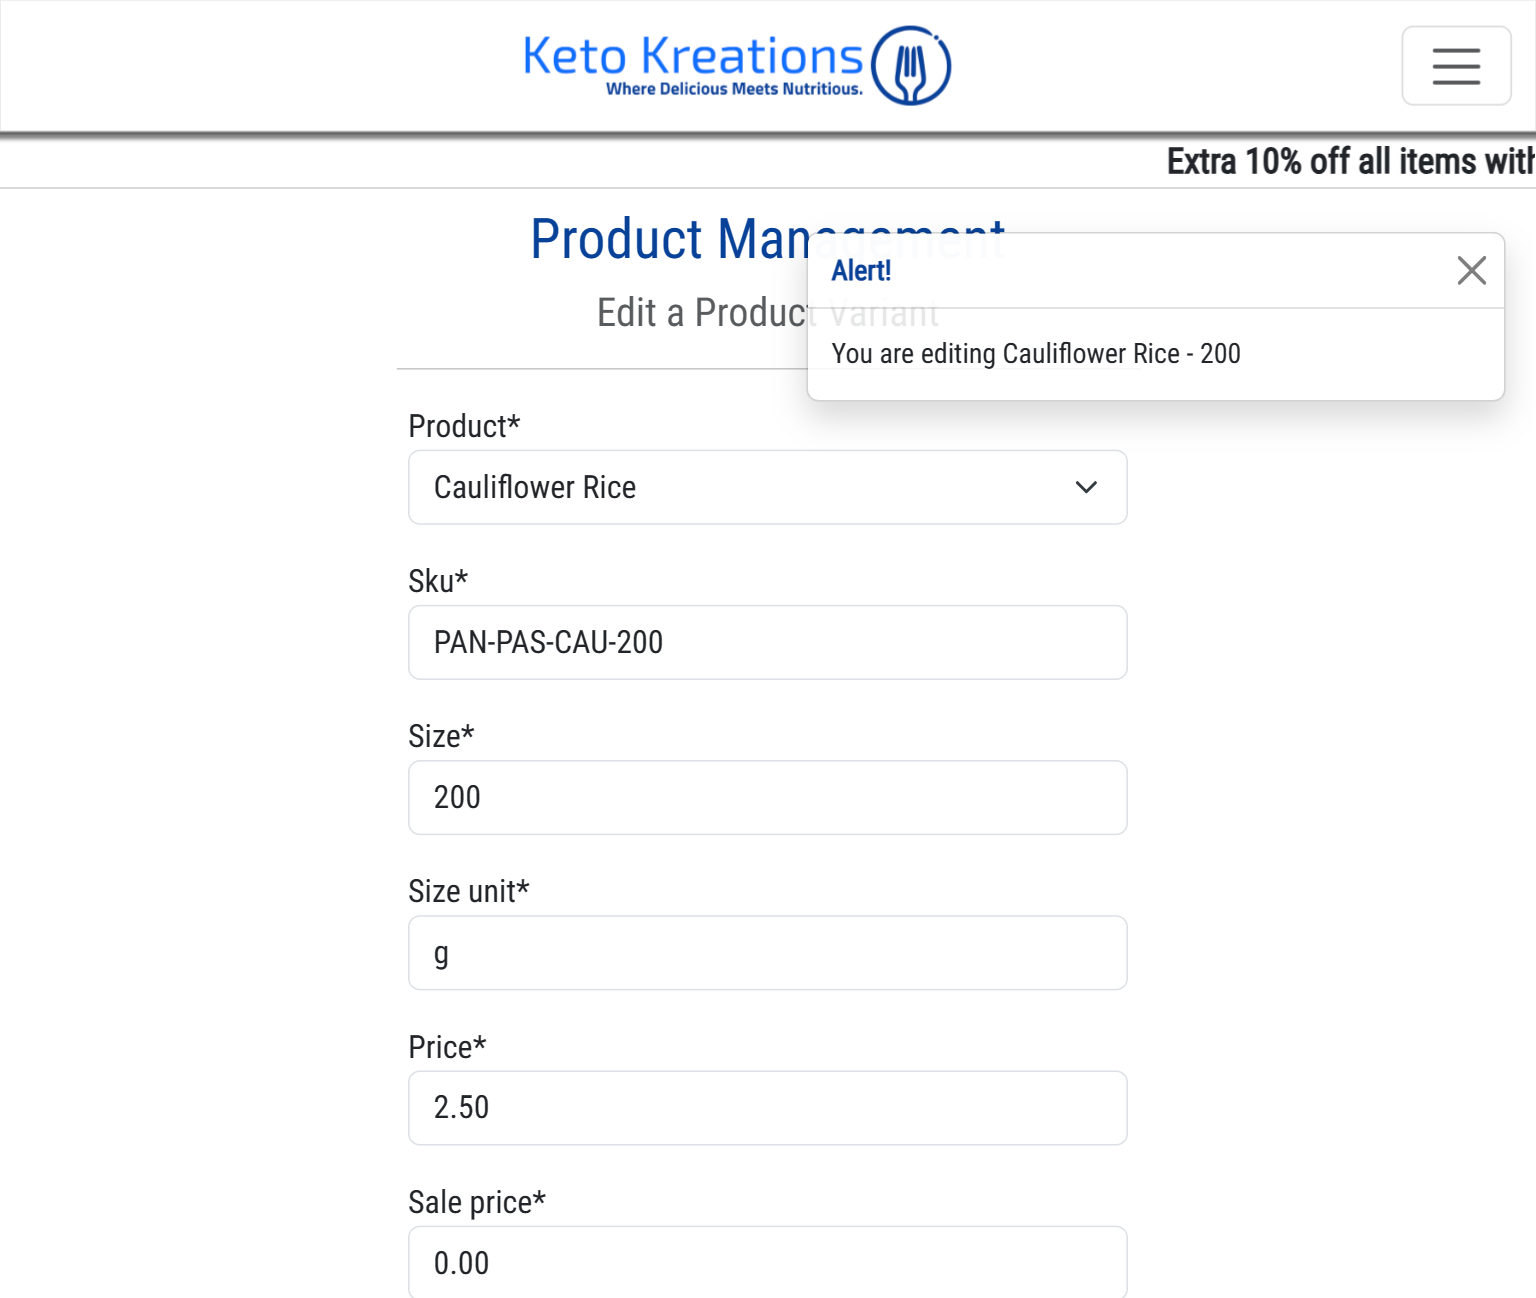 Keto Kreations
Where Delicious Meets Nutritious.
Extra 10% off all items with
Product Management
Edit a Product Variant
Alert!
You are editing Cauliflower Rice - 200
Product*
Cauliflower Rice
Sku*
PAN-PAS-CAU-200
Size*
200
Size unit*
g
Price*
2.50
Sale price*
0.00